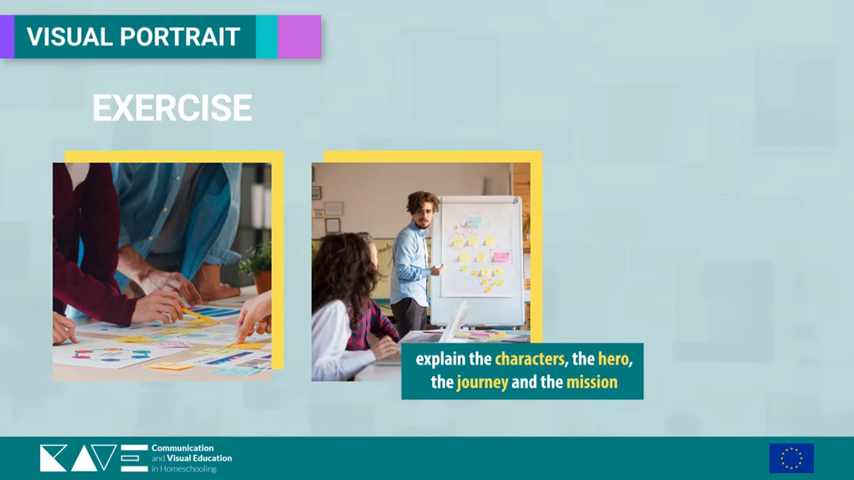 VISUAL PORTRAIT
EXERCISE
explain the characters, the hero,
the journey and the mission
KAVE
Communication
and Visual Education
in Homeschooling